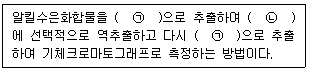 알킬수은화합물을 ( ㉠ )으로 추출하며 ( ㉡ )
에 선택적으로 역추출하고 다시 ( ㉠ )으로 추출
하여 기체크로마토그래프로 측정하는 방법이다.